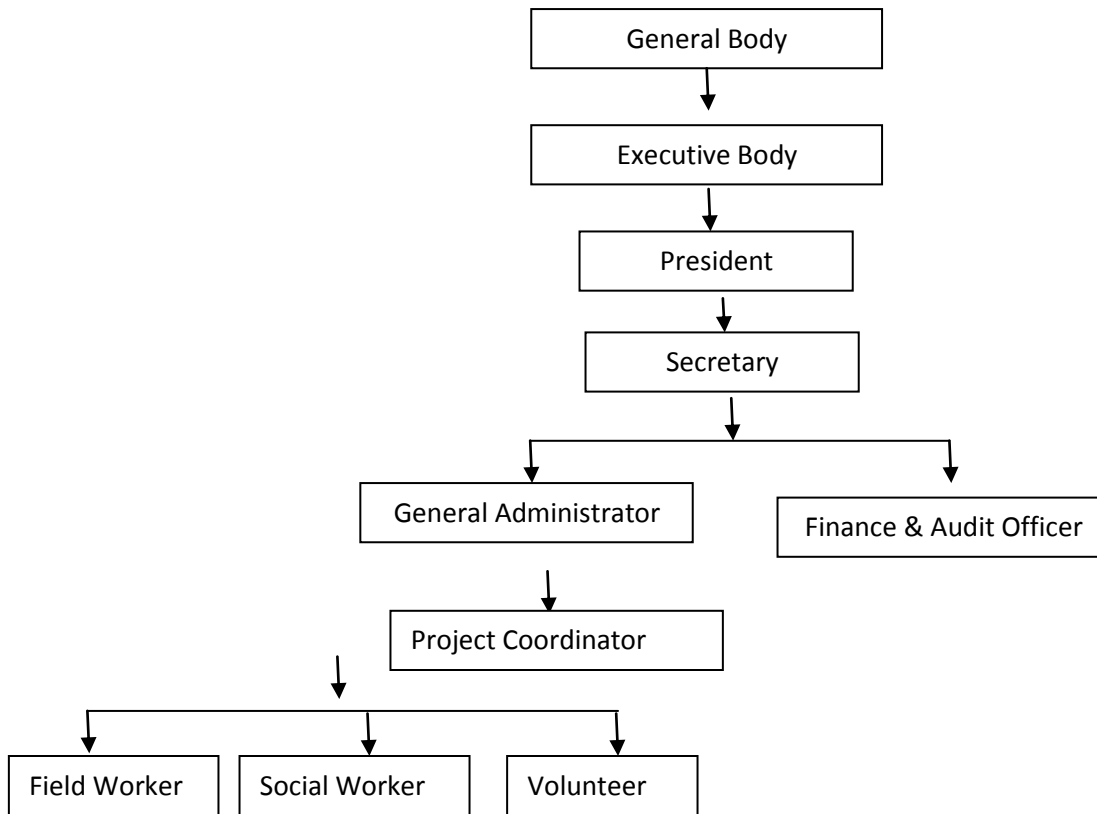 General Body
Executive Body
President
Secretary
General Administrator
Finance & Audit Officer
Project Coordinator
Field Worker
Social Worker
Volunteer